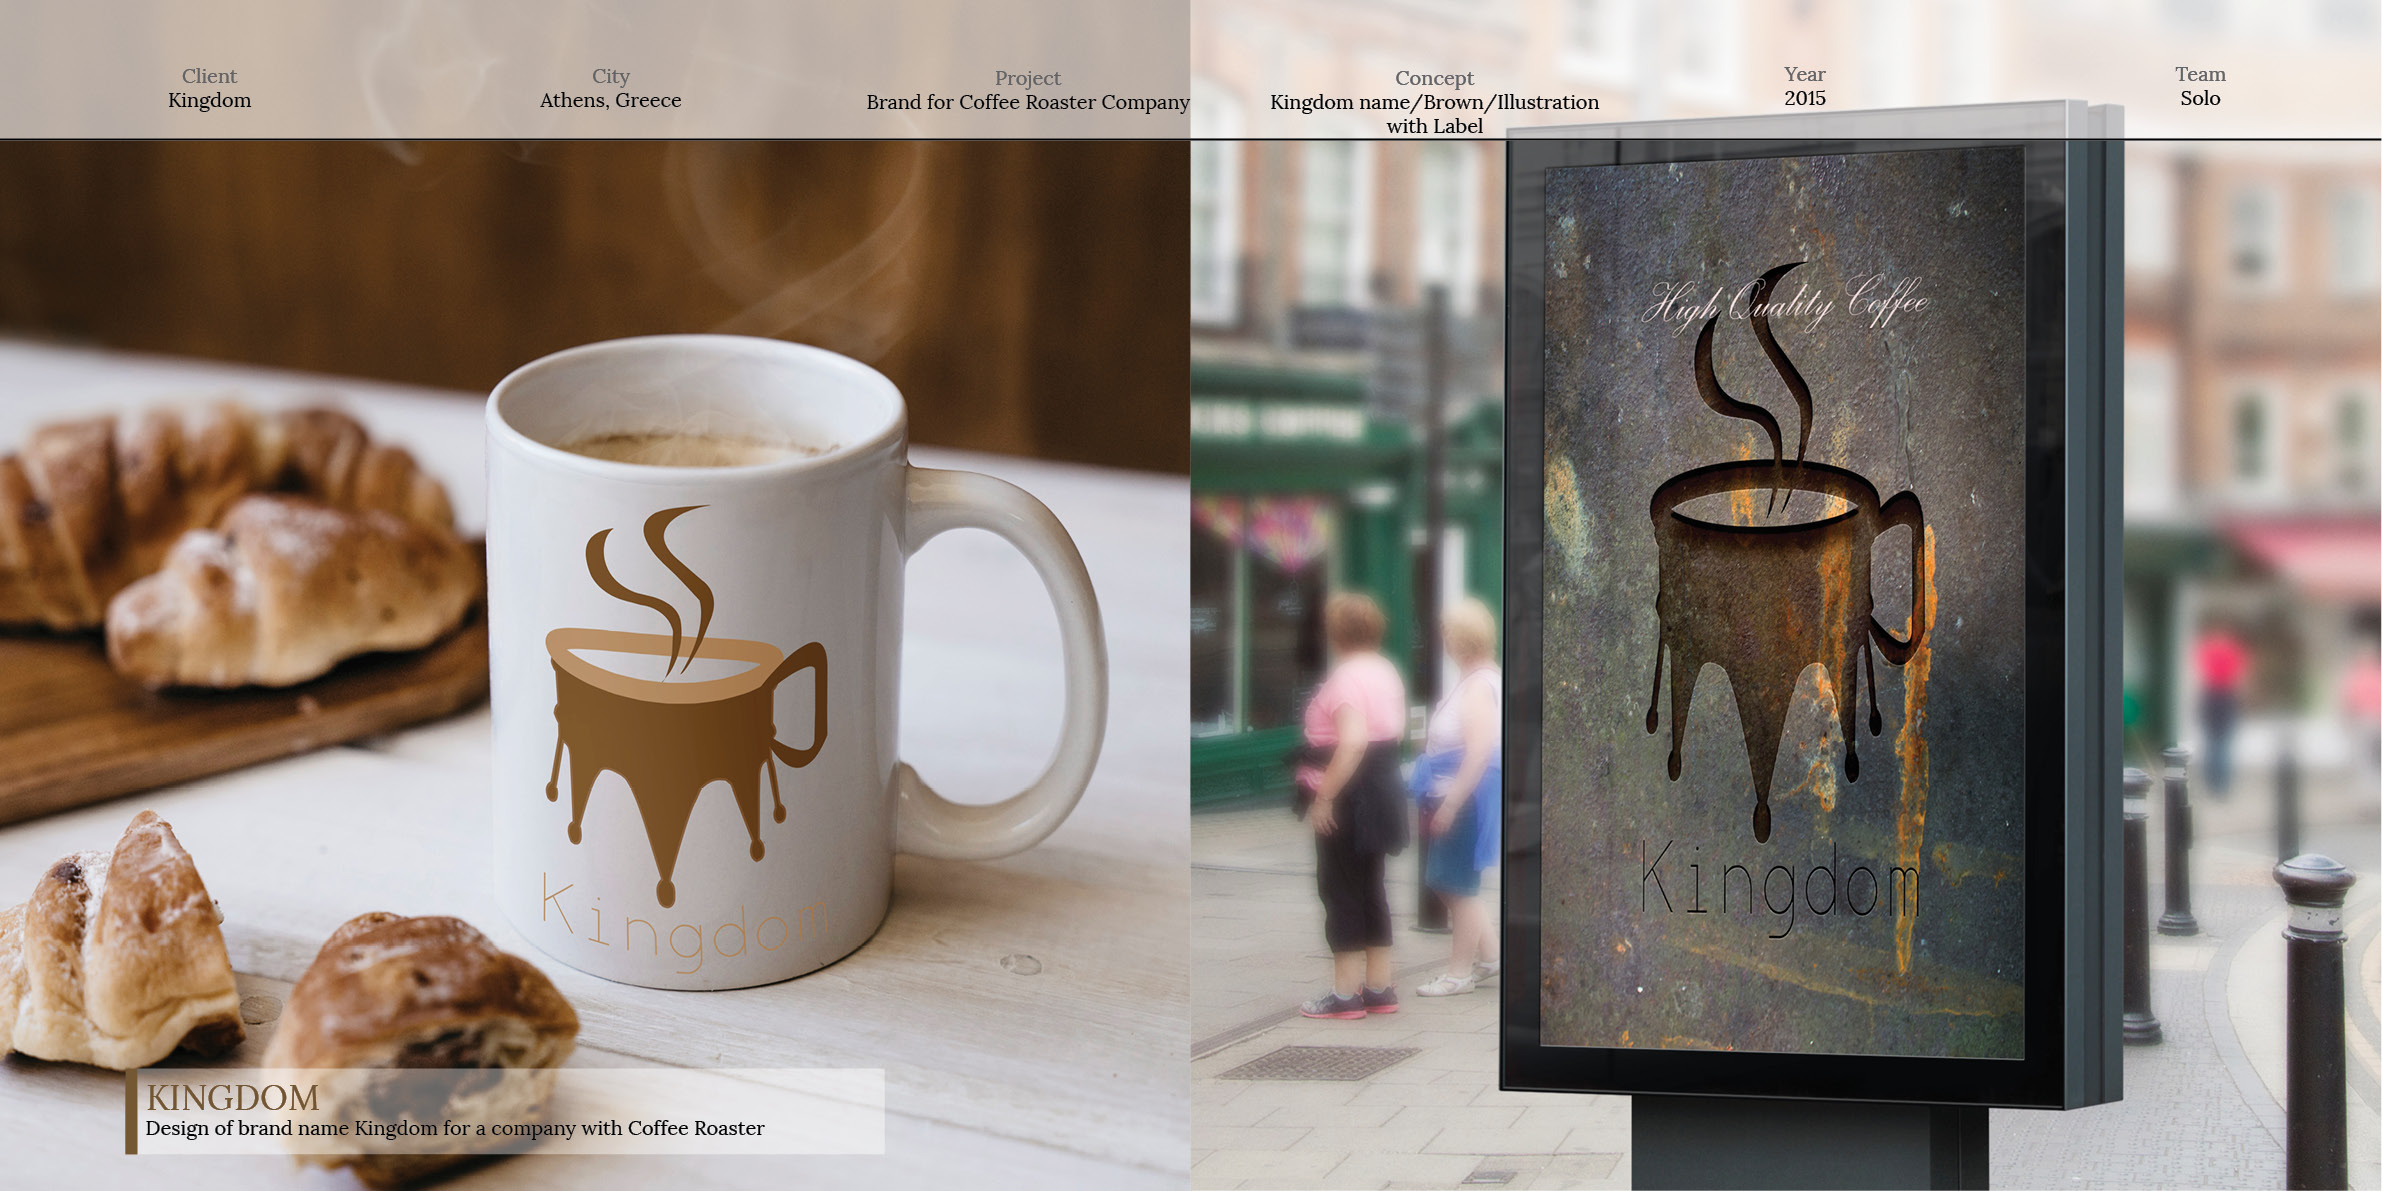 Client
Kingdom
City
Athens, Greece
Project
Brand for Coffee Roaster Company
Concept
Kingdom name/Brown/Illustration
with Label
Year
2015
Team
Solo
Kingdom
High Quality Coffee
Kingdom
KINGDOM
Design of brand name Kingdom for a company with Coffee Roaster